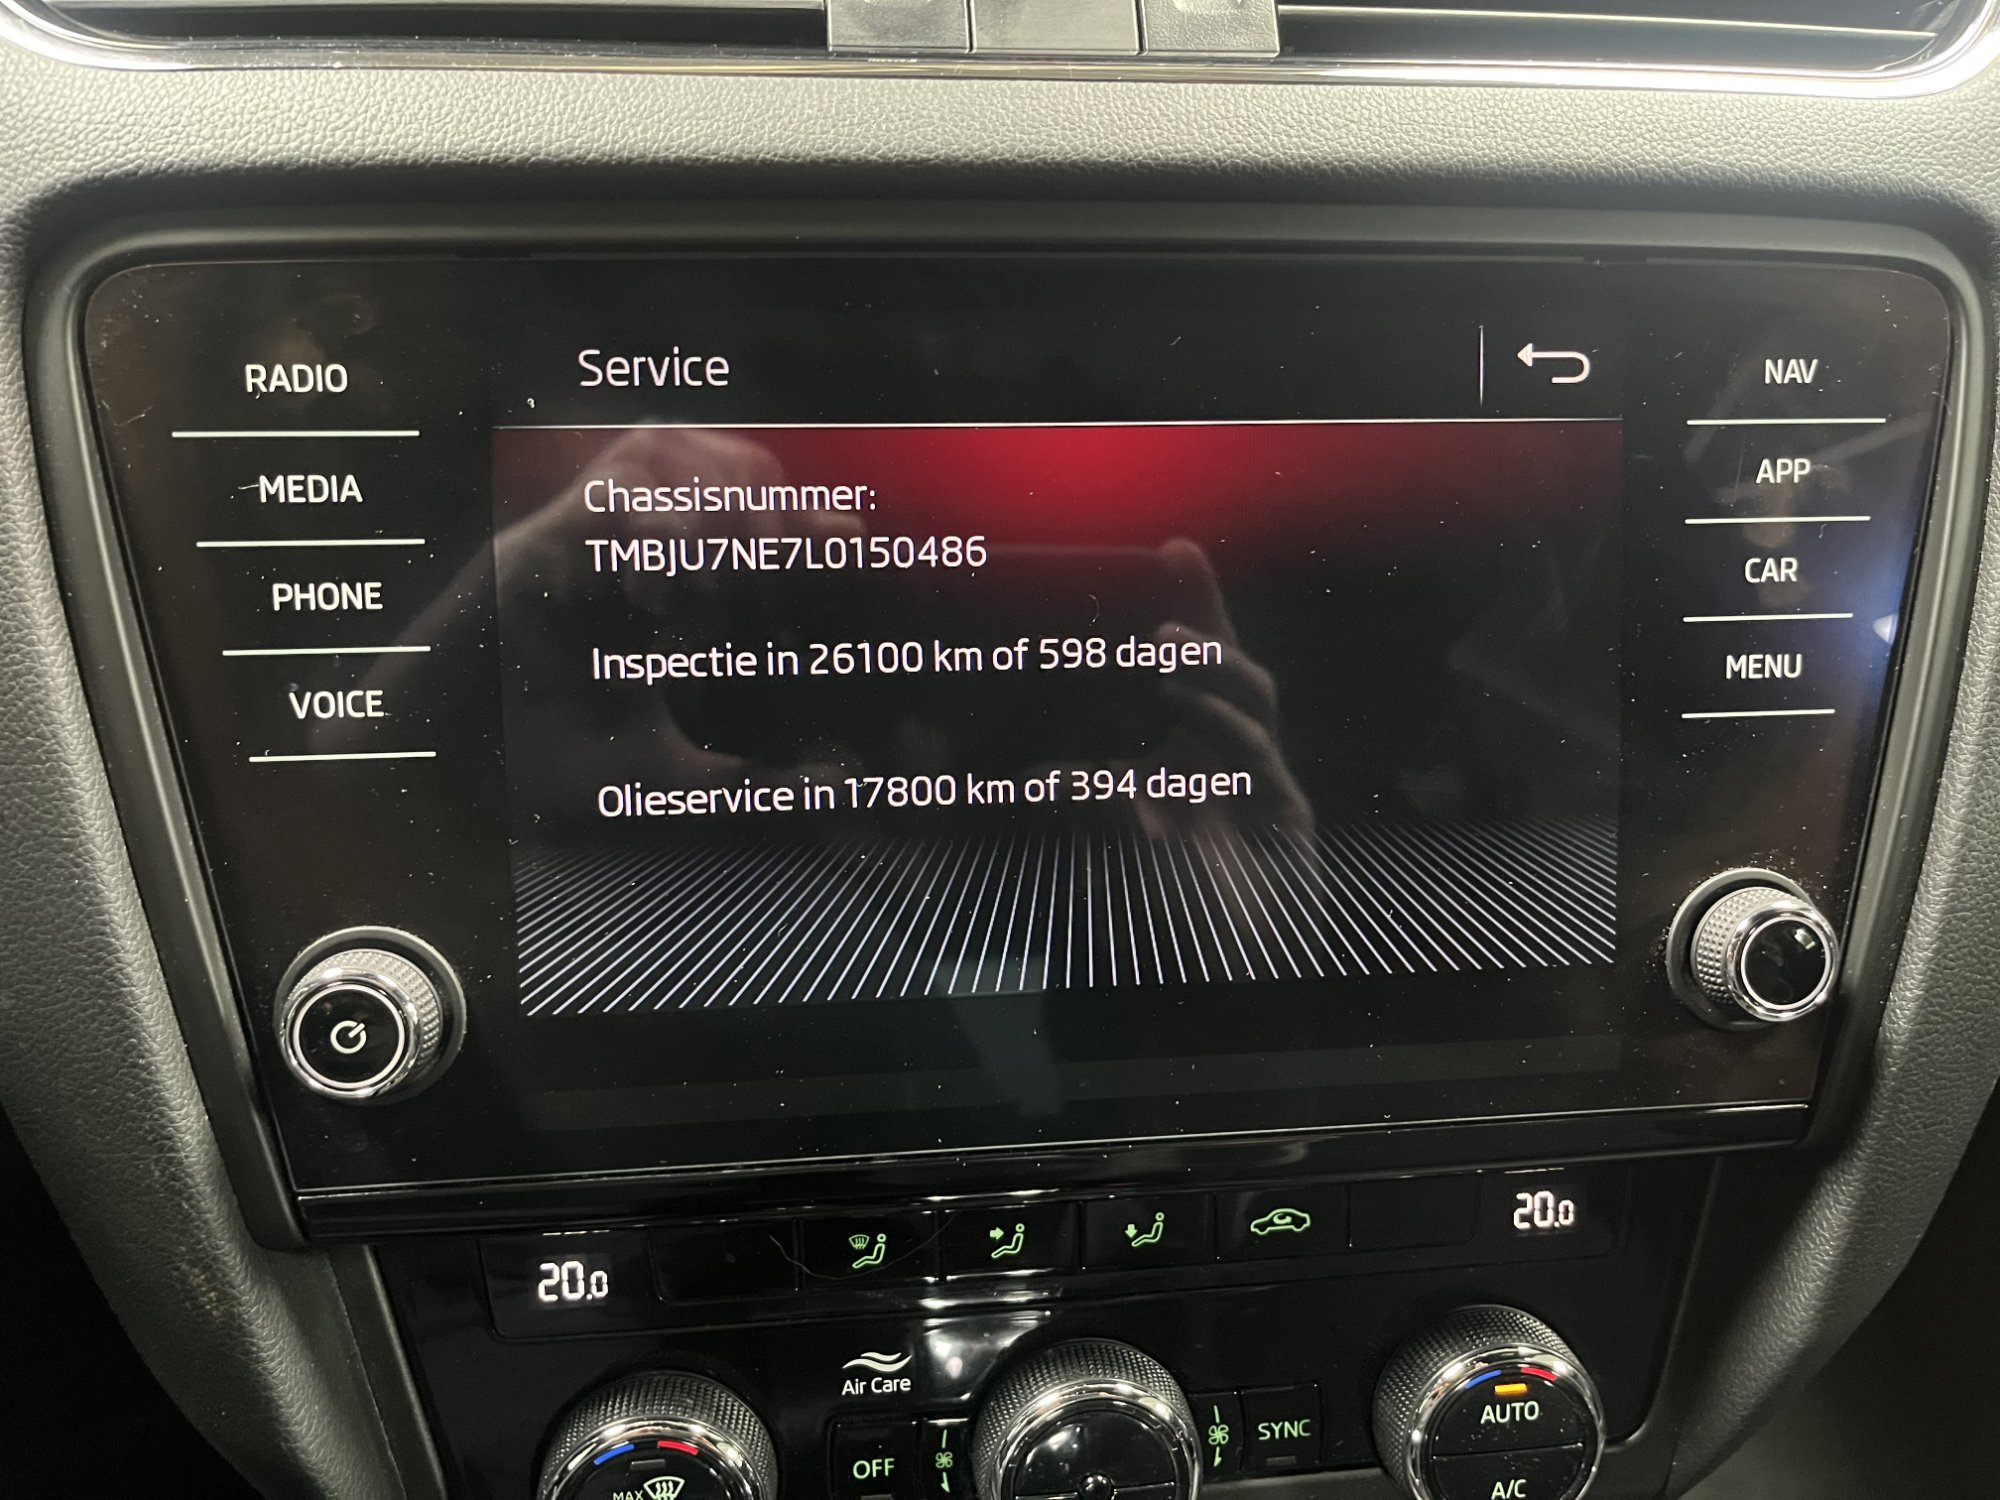 Service
RADIO
MEDIA
PHONE
VOICE
Chassisnummer:
TMBJU7NE7L0150486
Inspectie in 26100 km of 598 dagen
Olieservice in 17800 km of 394 dagen
NAV
APP
CAR
MENU
20.0
20.0
Air Care
OFF
SYNC
AUTO
A/C
MAX